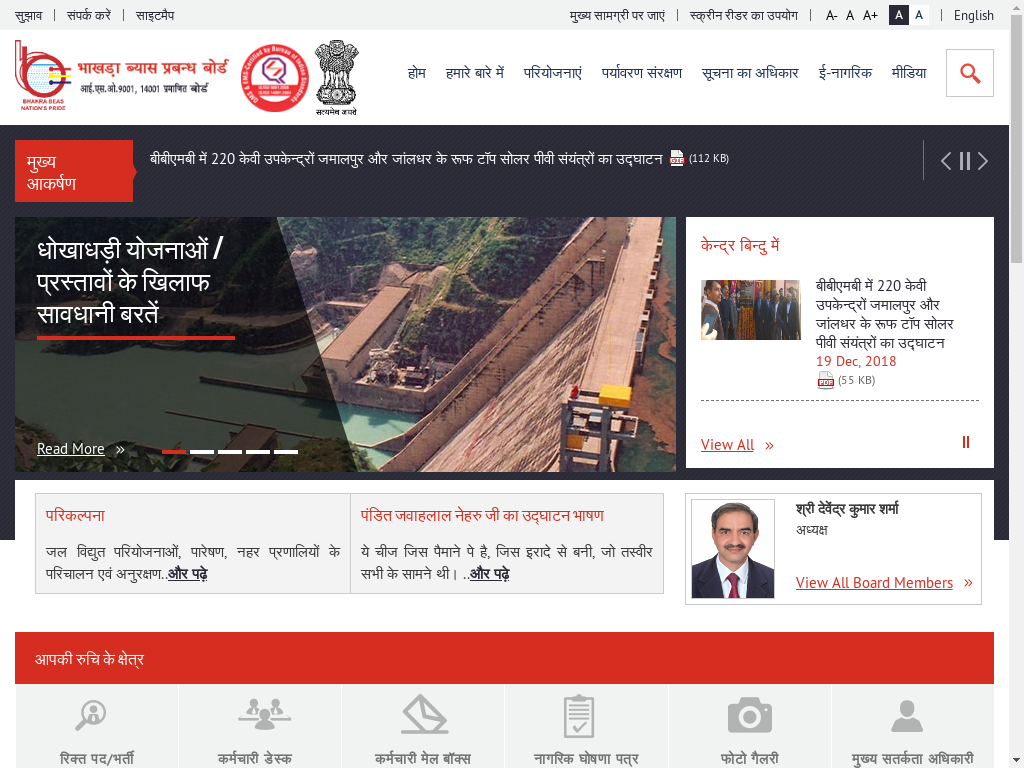 सुझाव
संपर्क करें
साइटमैप
मुख्य सामग्री पर जाएं
स्क्रीन रीडर का उपयोग
A-
A
A+
A
A
English
भाखड़ा ब्यास प्रबन्ध बोर्ड
आई.एस.ओ.9001, 14001 प्रमाणित बोर्ड
BHAKRA BEAS
NATION'S PRIDE
सत्यमेव जयते
होम
हमारे बारे में
परियोजनाएं
पर्यावरण संरक्षण
सूचना का अधिकार
ई-नागरिक
मीडिया
मुख्य
आकर्षण
बीबीएमबी में 220 केवी उपकेन्द्रों जमालपुर और जांलधर के रूफ टॉप सोलर पीवी संयंत्रों का उद्घाटन (112 KB)
धोखाधड़ी योजनाओं /
प्रस्तावों के खिलाफ
सावधानी बरतें
Read More
केन्द्र बिन्दु में
बीबीएमबी में 220 केवी
उपकेन्द्रों जमालपुर और
जांलधर के रूफ टॉप सोलर
पीवी संयंत्रों का उद्घाटन
19 Dec, 2018
(55 KB)
View All
परिकल्पना
जल विद्युत परियोजनाओं, पारेषण, नहर प्रणालियों के
परिचालन एवं अनुरक्षण..और पढ़े
पंडित जवाहलाल नेहरु जी का उद्घाटन भाषण
ये चीज जिस पैमाने पे है, जिस इरादे से बनी, जो तस्वीर
सभी के सामने थी। ..और पढ़े
श्री देवेंद्र कुमार शर्मा
अध्यक्ष
View All Board Members
आपकी रुचि के क्षेत्र
रिक्त पद/भर्ती
कर्मचारी डेस्क
कर्मचारी मेल बॉक्स
नागरिक घोषणा पत्र
फोटो गैलरी
मुख्य सतर्कता अधिकारी